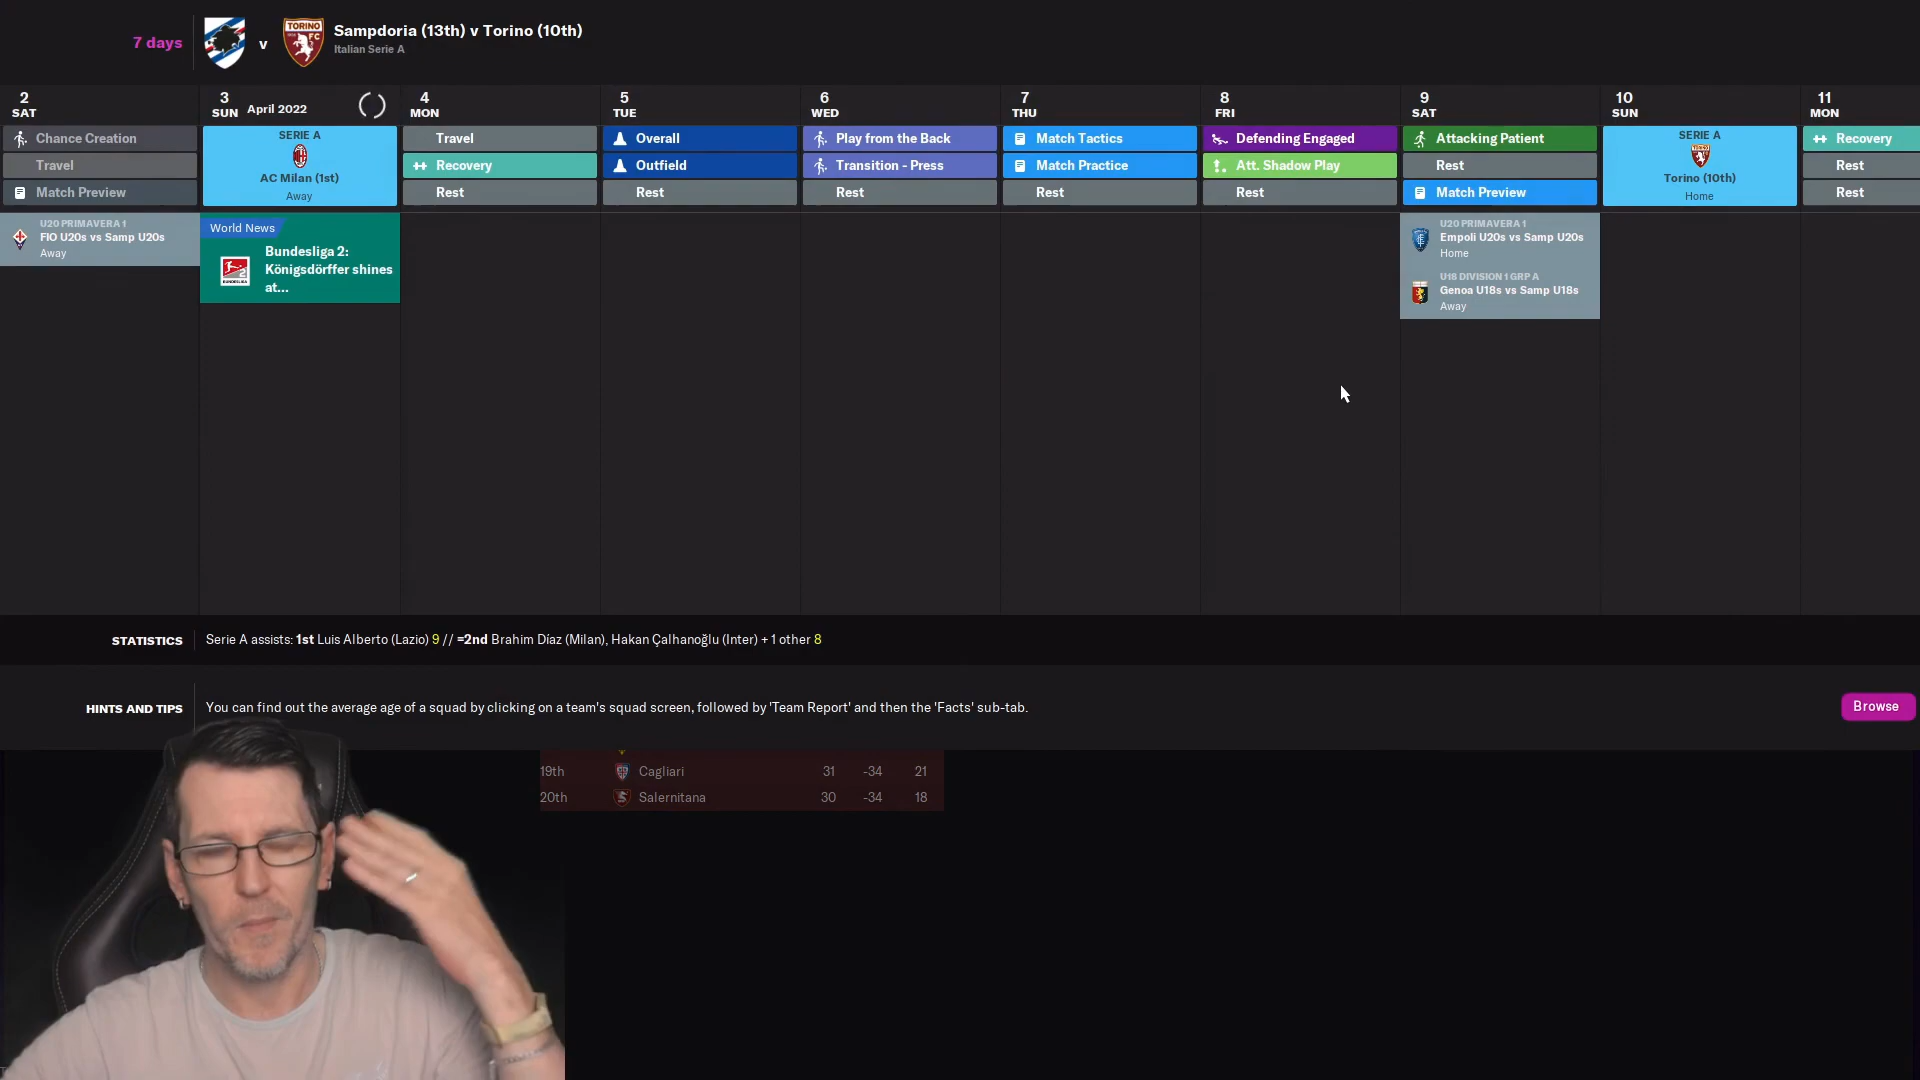 7 days
v
Sampdoria (13th) v Torino (10th)
Italian Serie A
2
SAT
3
SUN April 2022
4
MON
5
TUE
6
WED
7
THU
8
FRI
9
SAT
10
SUN
11
MON
Chance Creation
Travel
Match Preview
SERIE A
AC Milan (1st)
Away
Travel
Recovery
Rest
Overall
Outfield
Rest
Play from the Back
Transition - Press
Rest
Match Tactics
Match Practice
Rest
Defending Engaged
Att. Shadow Play
Rest
Attacking Patient
Rest
Match Preview
SERIE A
Torino (10th)
Home
Recovery
Rest
Rest
U20 PRIMAVERA 1
FIO U20s vs Samp U20s
Away
World News
Bundesliga 2:
Königsdörffer shines
at...
U20 PRIMAVERA 1
Empoli U20s vs Samp U20s
Home
U18 DIVISION 1 GRP A
Genoa U18s vs Samp U18s
Away
STATISTICS
Serie A assists: 1st Luis Alberto (Lazio) 9 // =2nd Brahim Díaz (Milan), Hakan Çalhanoğlu (Inter) + 1 other 8
HINTS AND TIPS
You can find out the average age of a squad by clicking on a team's squad screen, followed by 'Team Report' and then the 'Facts' sub-tab.
Browse
19th Cagliari 31 -34 21
20th Salernitana 30 -34 18